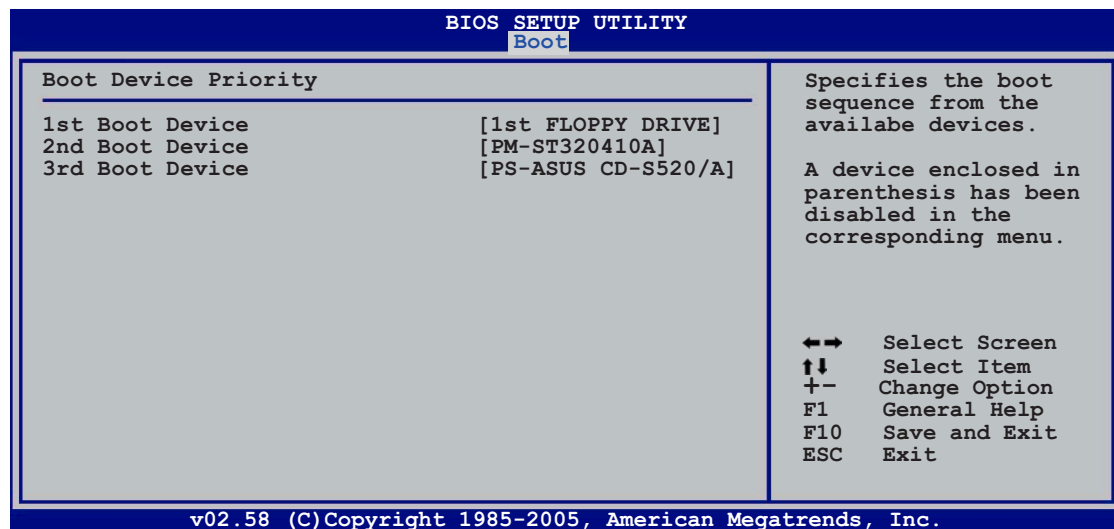 BIOS SETUP UTILITY
Boot
Boot Device Priority
1st Boot Device [1st FLOPPY DRIVE]
2nd Boot Device [PM-ST320410A]
3rd Boot Device [PS-ASUS CD-S520/A]
Specifies the boot
sequence from the
availabe devices.
A device enclosed in
parenthesis has been
disabled in the
corresponding menu.
←→ Select Screen
↑↓ Select Item
+- Change Option
F1 General Help
F10 Save and Exit
ESC Exit
v02.58 (C)Copyright 1985-2005, American Megatrends, Inc.